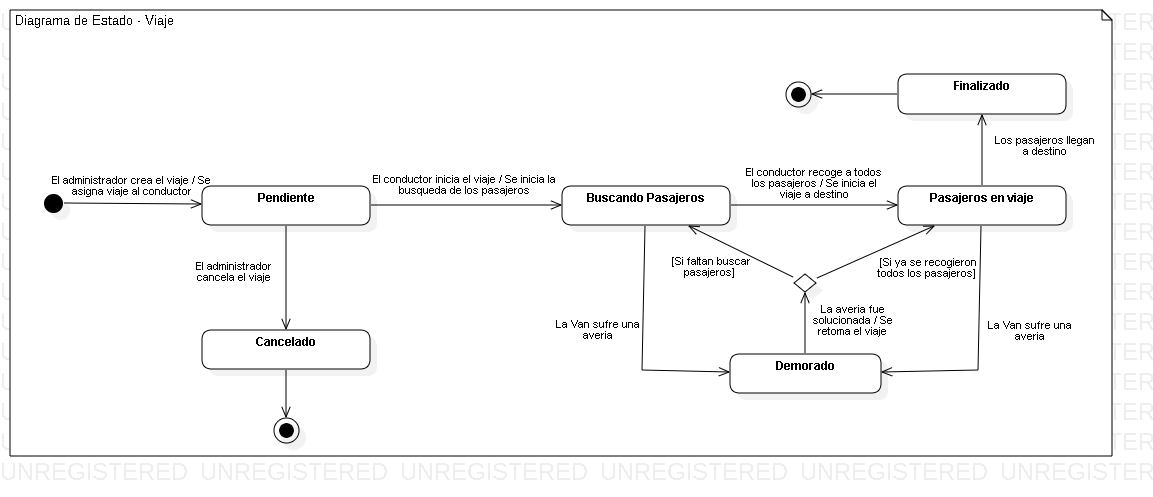 Diagrama de Estado - Viaje
Finalizado
Los pasajeros llegan
a destino
El administrador crea el viaje / Se
asigna viaje al conductor
Pendiente
El conductor inicia el viaje / Se inicia la
busqueda de los pasajeros
Buscando Pasajeros
El conductor recoge a todos
los pasajeros / Se inicia el
viaje a destino
Pasajeros en viaje
El administrador
cancela el viaje
[Si faltan buscar
pasajeros]
[Si ya se recogieron
todos los pasajeros]
La Van sufre una
averia
La averia fue
solucionada / Se
retoma el viaje
La Van sufre una
averia
Cancelado
Demorado
UNREGISTERED UNREGISTERED UNREGISTERED UNREGISTERED UNREGISTERED UNREGISTER